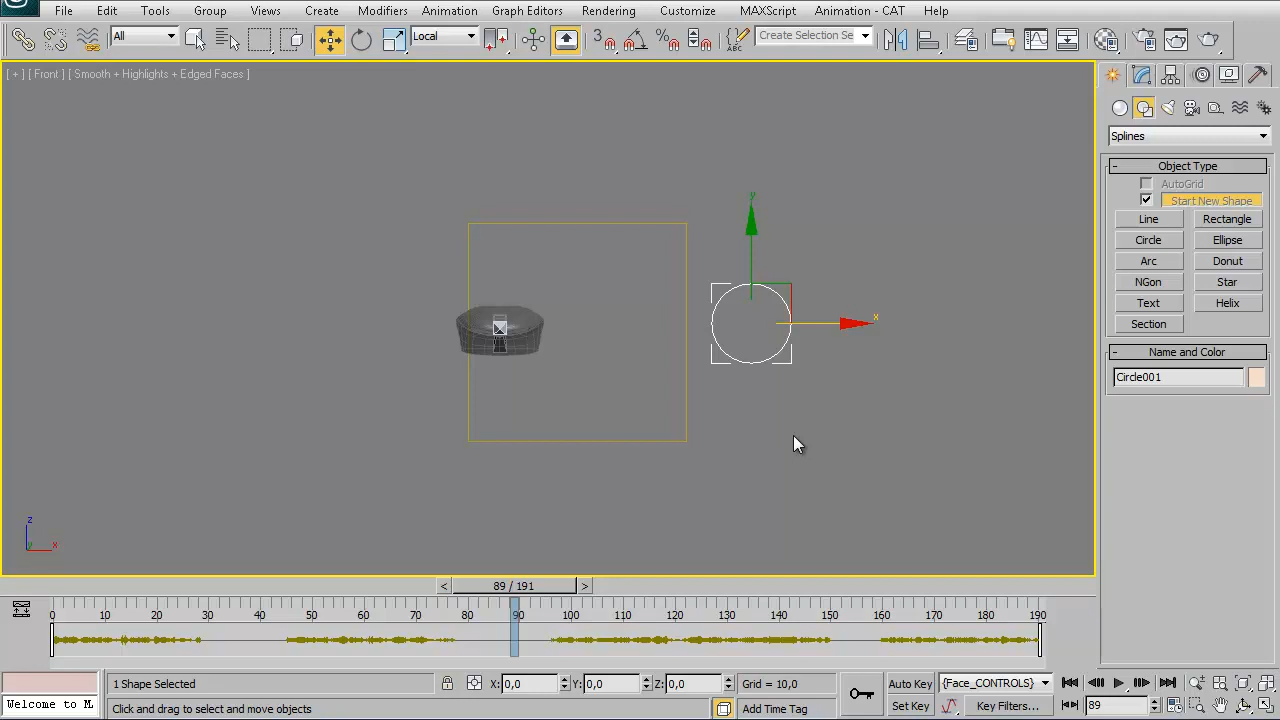 File Edit Tools Group Views Create Modifiers Animation Graph Editors Rendering Customize MAXScript Animation - CAT Help
All Local 3 Create Selection Se
[ + ] [ Front ] [ Smooth + Highlights + Edged Faces ]
Splines
- Object Type
AutoGrid
Start New Shape
Line Rectangle
Circle Ellipse
Arc Donut
NGon Star
Text Helix
Section
- Name and Color
Circle001
y
x
z
y x
< 89 / 191 >
0 10 20 30 40 50 60 70 80 90 100 110 120 130 140 150 160 170 180 190
1 Shape Selected X: 0,0 Y: 0,0 Z: 0,0 Grid = 10,0 Auto Key {Face_CONTROLS}
Welcome to M. Click and drag to select and move objects Add Time Tag Set Key Key Filters... 89